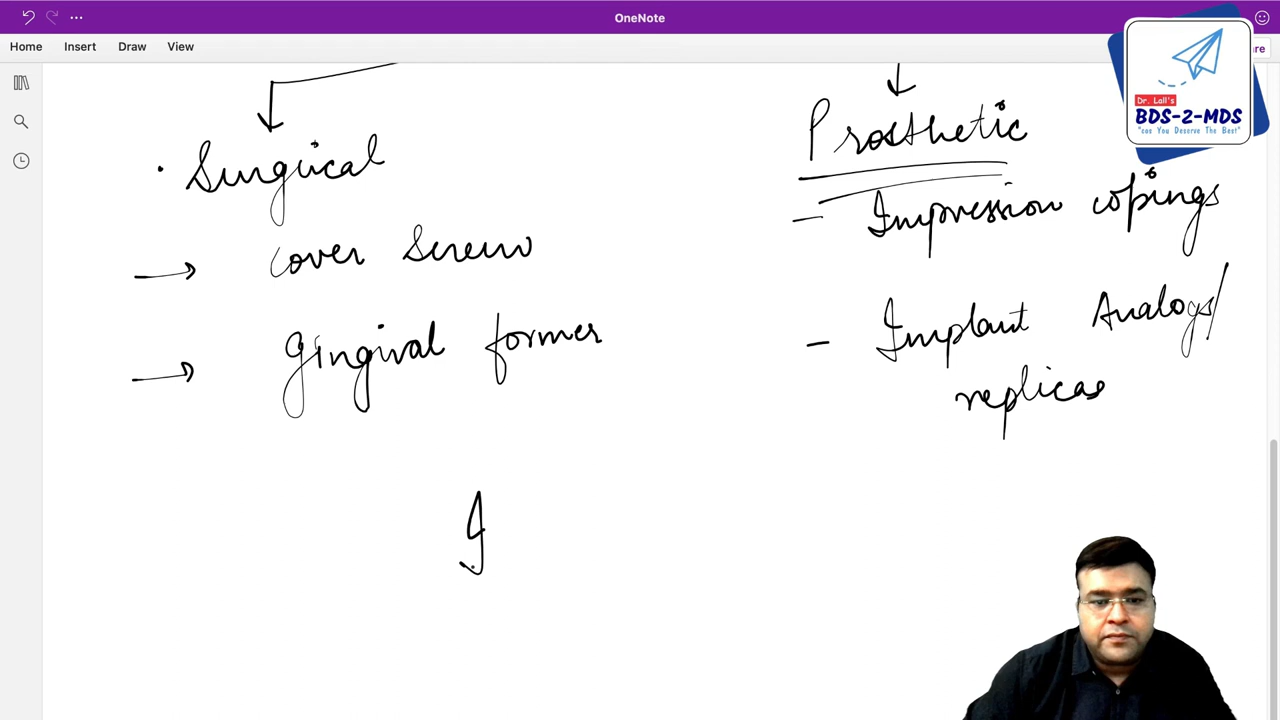 OneNote
Home Insert Draw View
Dr. Lall's
BDS-2-MDS
"cos You Deserve The Best"
Surgical
→ cover screw
→ gingival former
Prosthetic
- Impression copings
- Implant Analogs/
replicas
I